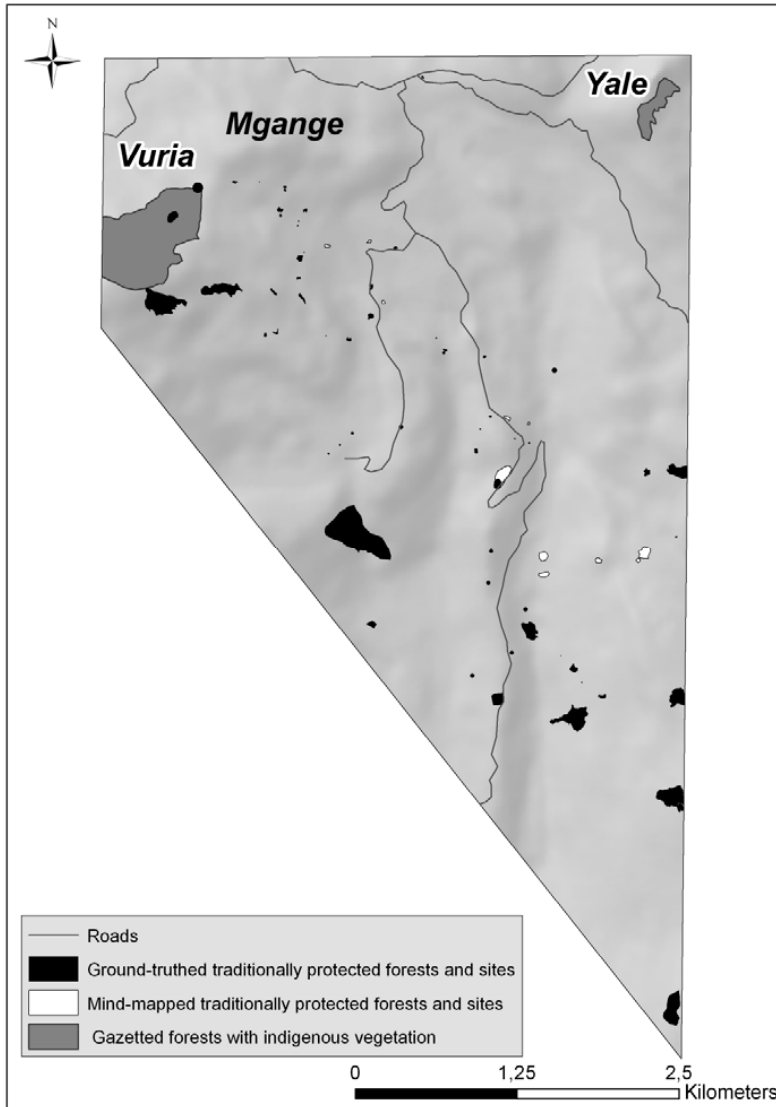 N
Yale
Mgange
Vuria
Roads
Ground-truthed traditionally protected forests and sites
Mind-mapped traditionally protected forests and sites
Gazetted forests with indigenous vegetation
0 1,25 2,5
Kilometers